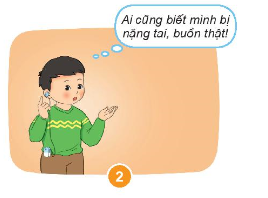 Ai cũng biết mình bị
nặng tai, buồn thật!
2